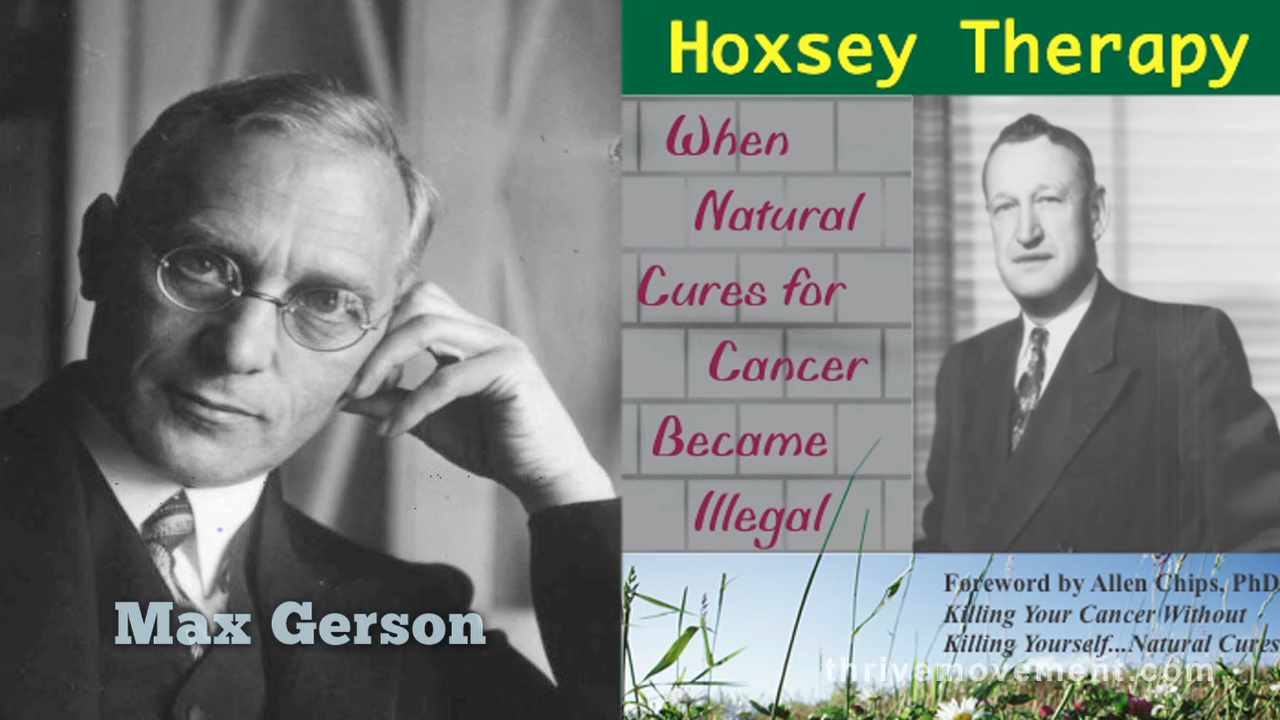 Max Gerson
Hoxsey Therapy
When
Natural
Cures for
Cancer
Became
Illegal
Foreword by Allen Chips, PhD
Killing Your Cancer Without
Killing Yourself...Natural Cures
thrivemovement.com